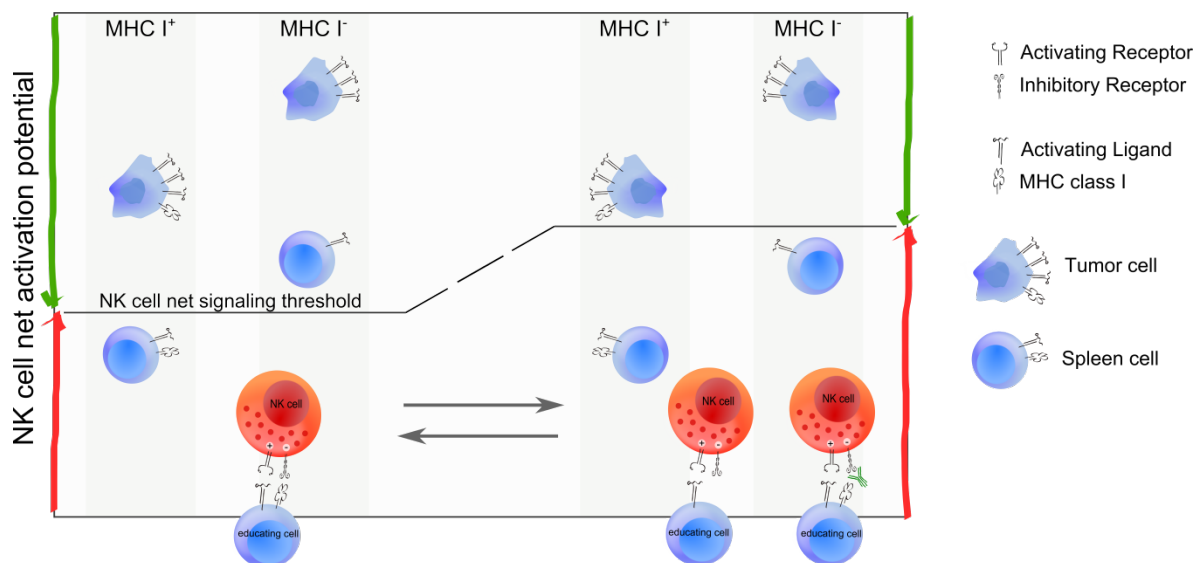 MHC I⁺
MHC I⁻
MHC I⁺
MHC I⁻
NK cell net activation potential
NK cell net signaling threshold
NK cell
NK cell
NK cell
+
-
+
-
+
-
educating cell
educating cell
educating cell
Activating Receptor
Inhibitory Receptor
Activating Ligand
MHC class I
Tumor cell
Spleen cell